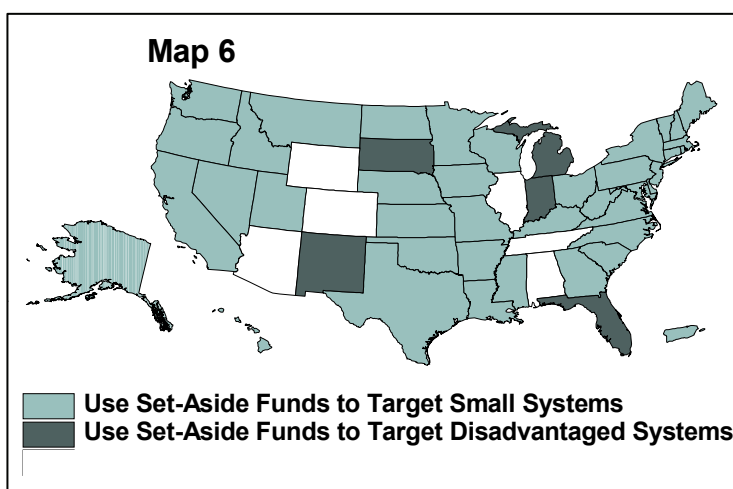 Map 6
Use Set-Aside Funds to Target Small Systems
Use Set-Aside Funds to Target Disadvantaged Systems